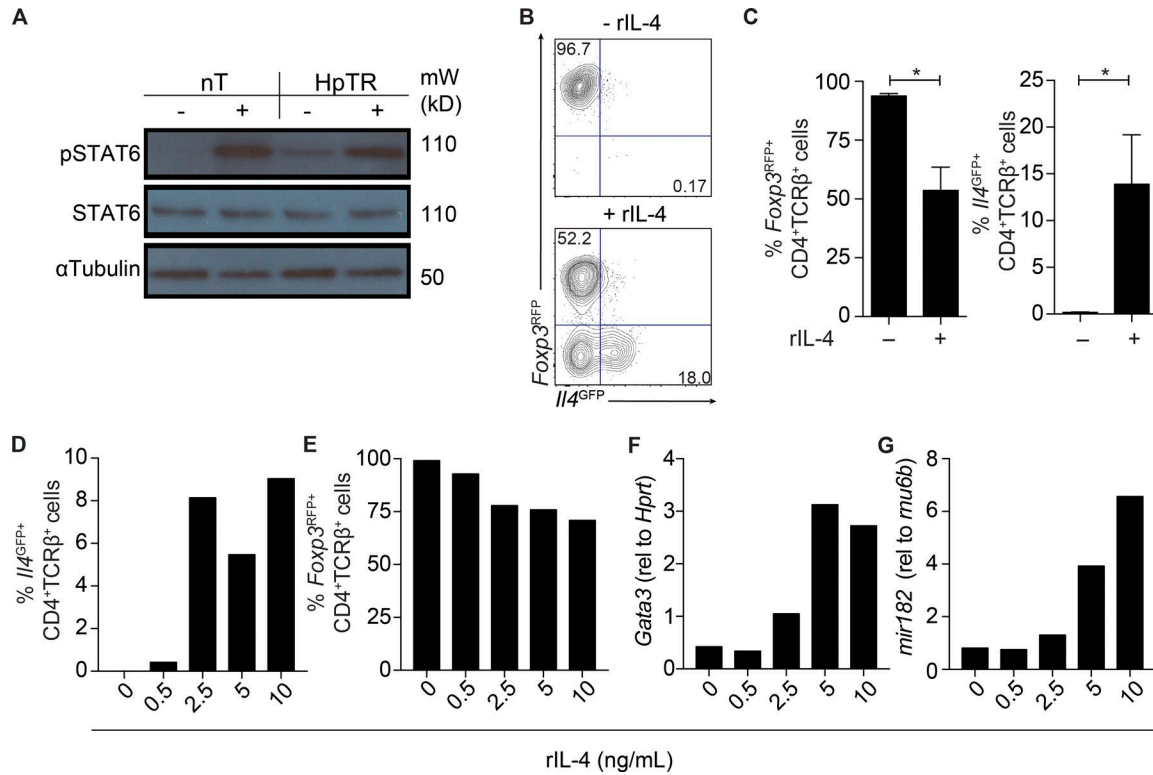 A
nT HpTR mW
(kD)
- + - +
pSTAT6 110
STAT6 110
αTubulin 50
B
- rIL-4
96.7
0.17
+ rIL-4
52.2
18.0
Foxp3RFP
Il4GFP
C
% Foxp3RFP+
CD4+TCRβ+ cells
100
75
50
25
0
*
rIL-4 – +
% Il4GFP+
CD4+TCRβ+ cells
25
20
15
10
5
0
*
– +
D
% Il4GFP+
CD4+TCRβ+ cells
10
8
6
4
2
0
0 0.5 2.5 5 10
E
% Foxp3RFP+
CD4+TCRβ+ cells
100
75
50
25
0
0 0.5 2.5 5 10
F
Gata3 (rel to Hprt)
4
3
2
1
0
0 0.5 2.5 5 10
G
mir182 (rel to rnu6b)
8
6
4
2
0
0 0.5 2.5 5 10
rIL-4 (ng/mL)